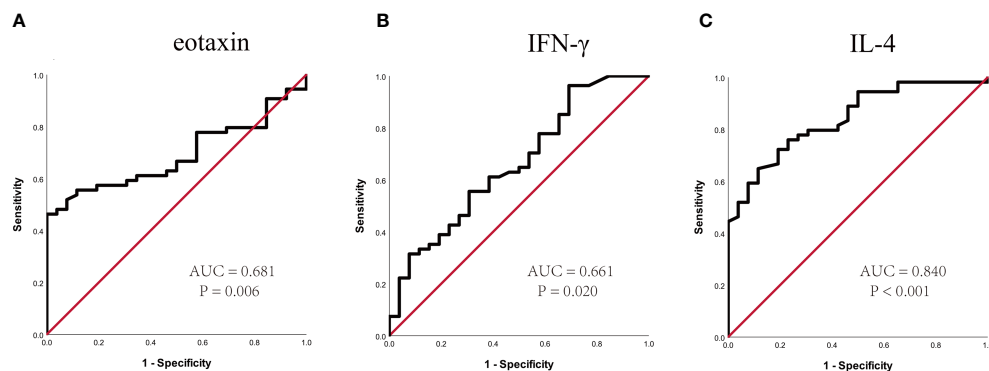 A
eotaxin
1.0
0.8
0.6
0.4
0.2
0.0
Sensitivity
AUC = 0.681
P = 0.006
0.0 0.2 0.4 0.6 0.8 1.0
1 - Specificity
B
IFN-γ
1.0
0.8
0.6
0.4
0.2
0.0
Sensitivity
AUC = 0.661
P = 0.020
0.0 0.2 0.4 0.6 0.8 1.0
1 - Specificity
C
IL-4
1.0
0.8
0.6
0.4
0.2
0.0
Sensitivity
AUC = 0.840
P < 0.001
0.0 0.2 0.4 0.6 0.8 1.
1 - Specificity